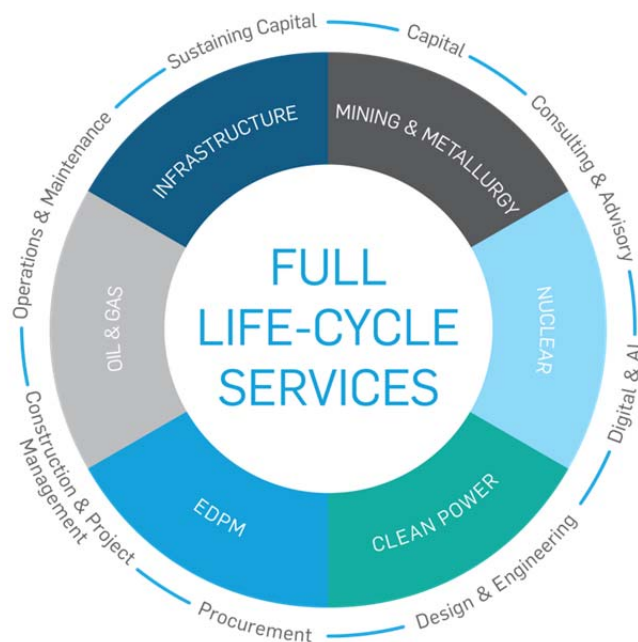 Sustaining Capital
Capital
Consulting & Advisory
Digital & AI
Design & Engineering
Procurement
Construction & Project
Management
Operations & Maintenance
INFRASTRUCTURE
MINING & METALLURGY
NUCLEAR
CLEAN POWER
EDPM
OIL & GAS
FULL
LIFE-CYCLE
SERVICES